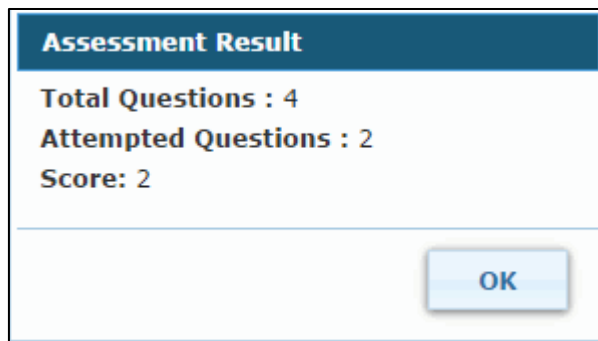 Assessment Result
Total Questions : 4
Attempted Questions : 2
Score: 2
OK